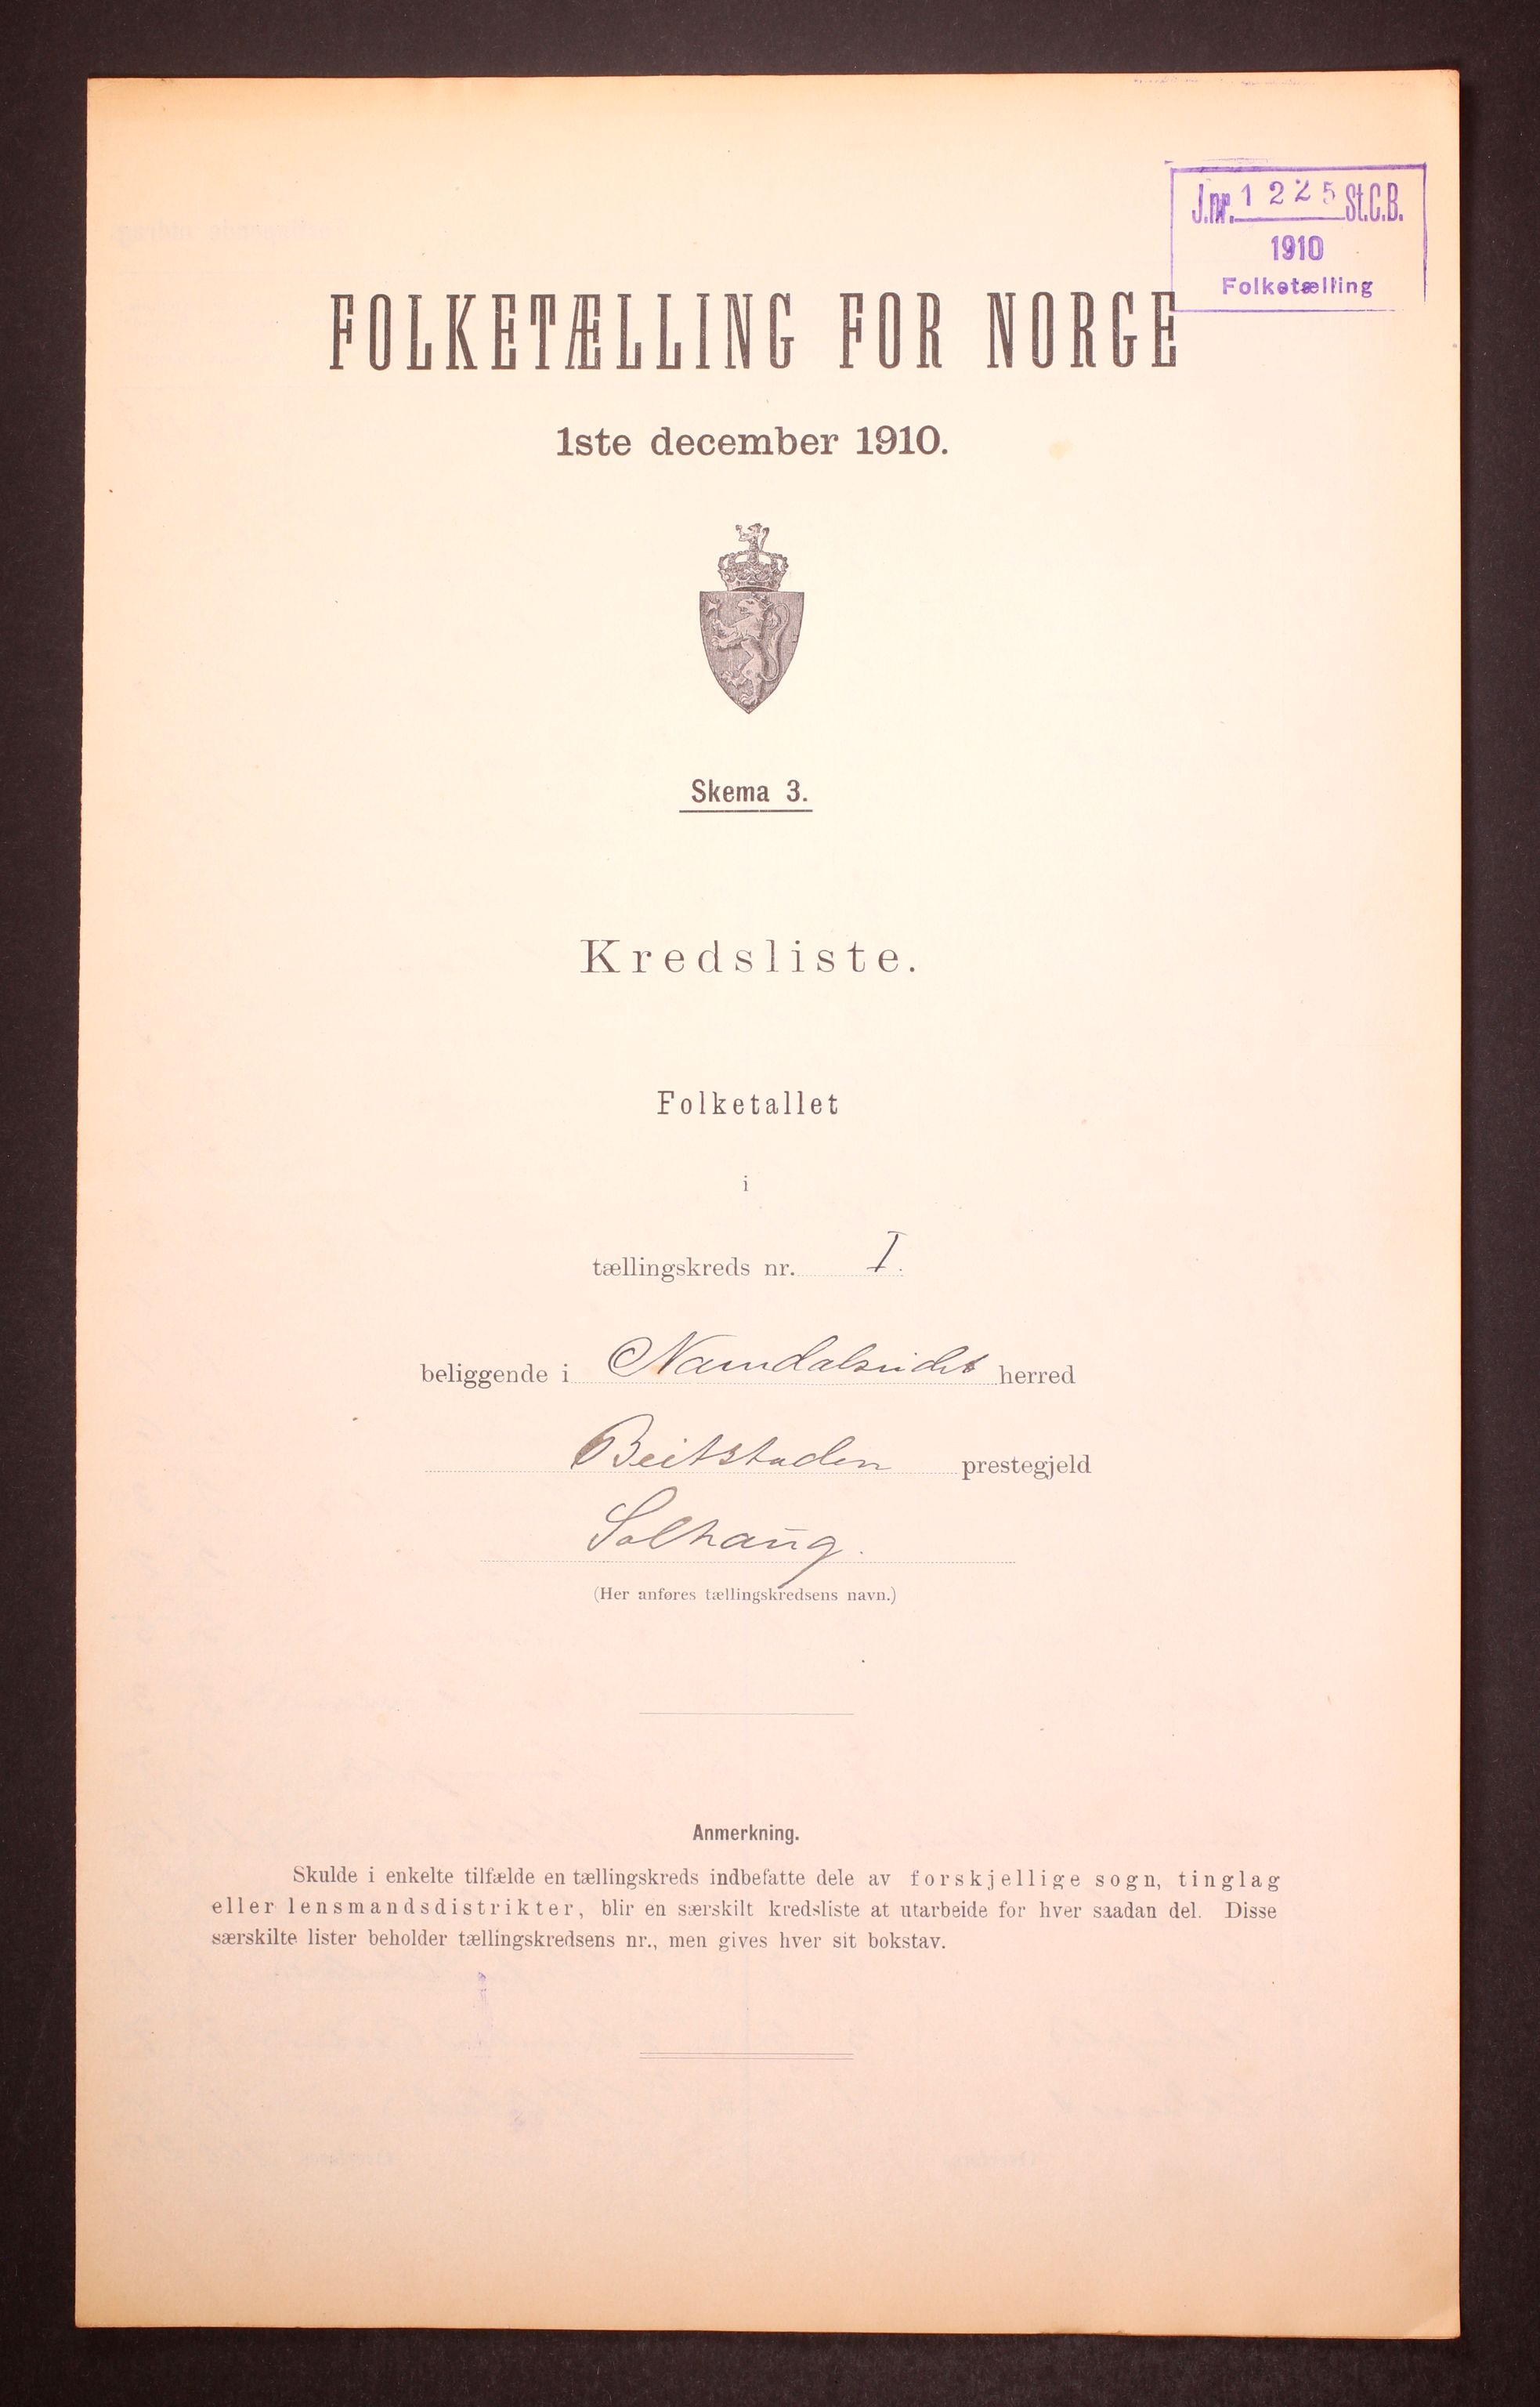 J.nr. 1225 St.C.B.
1910
Folketælling
FOLKETÆLLING FOR NORGE
1ste december 1910.
Skema 3.
Kredsliste.
Folketallet
i
tællingskreds nr. I.
beliggende i Namdalseidet herred
Beitstaden prestegjeld
Solhaug.
(Her anføres tællingskredsens navn.)
Anmerkning.
Skulde i enkelte tilfælde en tællingskreds indbefatte dele av forskjellige sogn, tinglag
eller lensmandsdistrikter, blir en særskilt kredsliste at utarbeide for hver saadan del. Disse
særskilte lister beholder tællingskredsens nr., men gives hver sit bokstav.